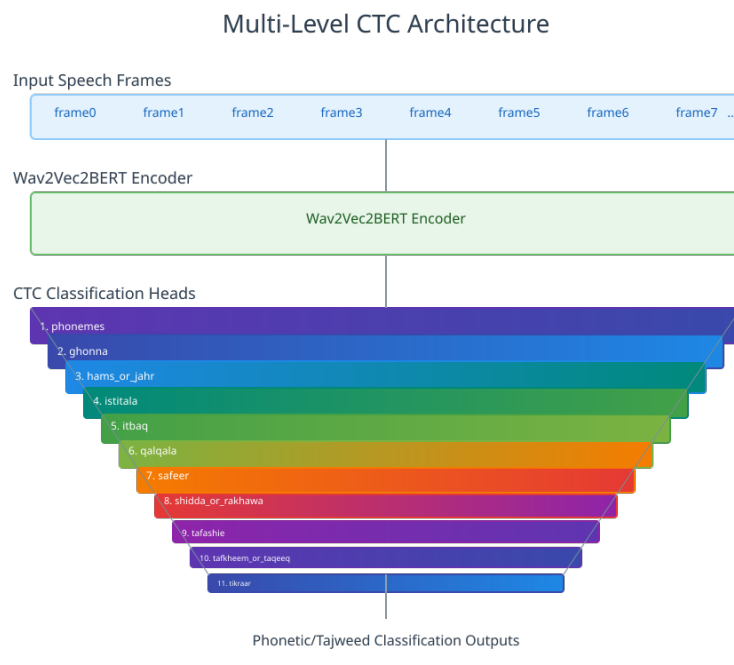 Multi-Level CTC Architecture
Input Speech Frames
frame0 frame1 frame2 frame3 frame4 frame5 frame6 frame7 ..
Wav2Vec2BERT Encoder
Wav2Vec2BERT Encoder
CTC Classification Heads
1. phonemes
2. ghonna
3. hams_or_jahr
4. istitala
5. itbaq
6. qalqala
7. safeer
8. shidda_or_rakhawa
9. tafashie
10. tafkheem_or_taqeeq
11. tikraar
Phonetic/Tajweed Classification Outputs